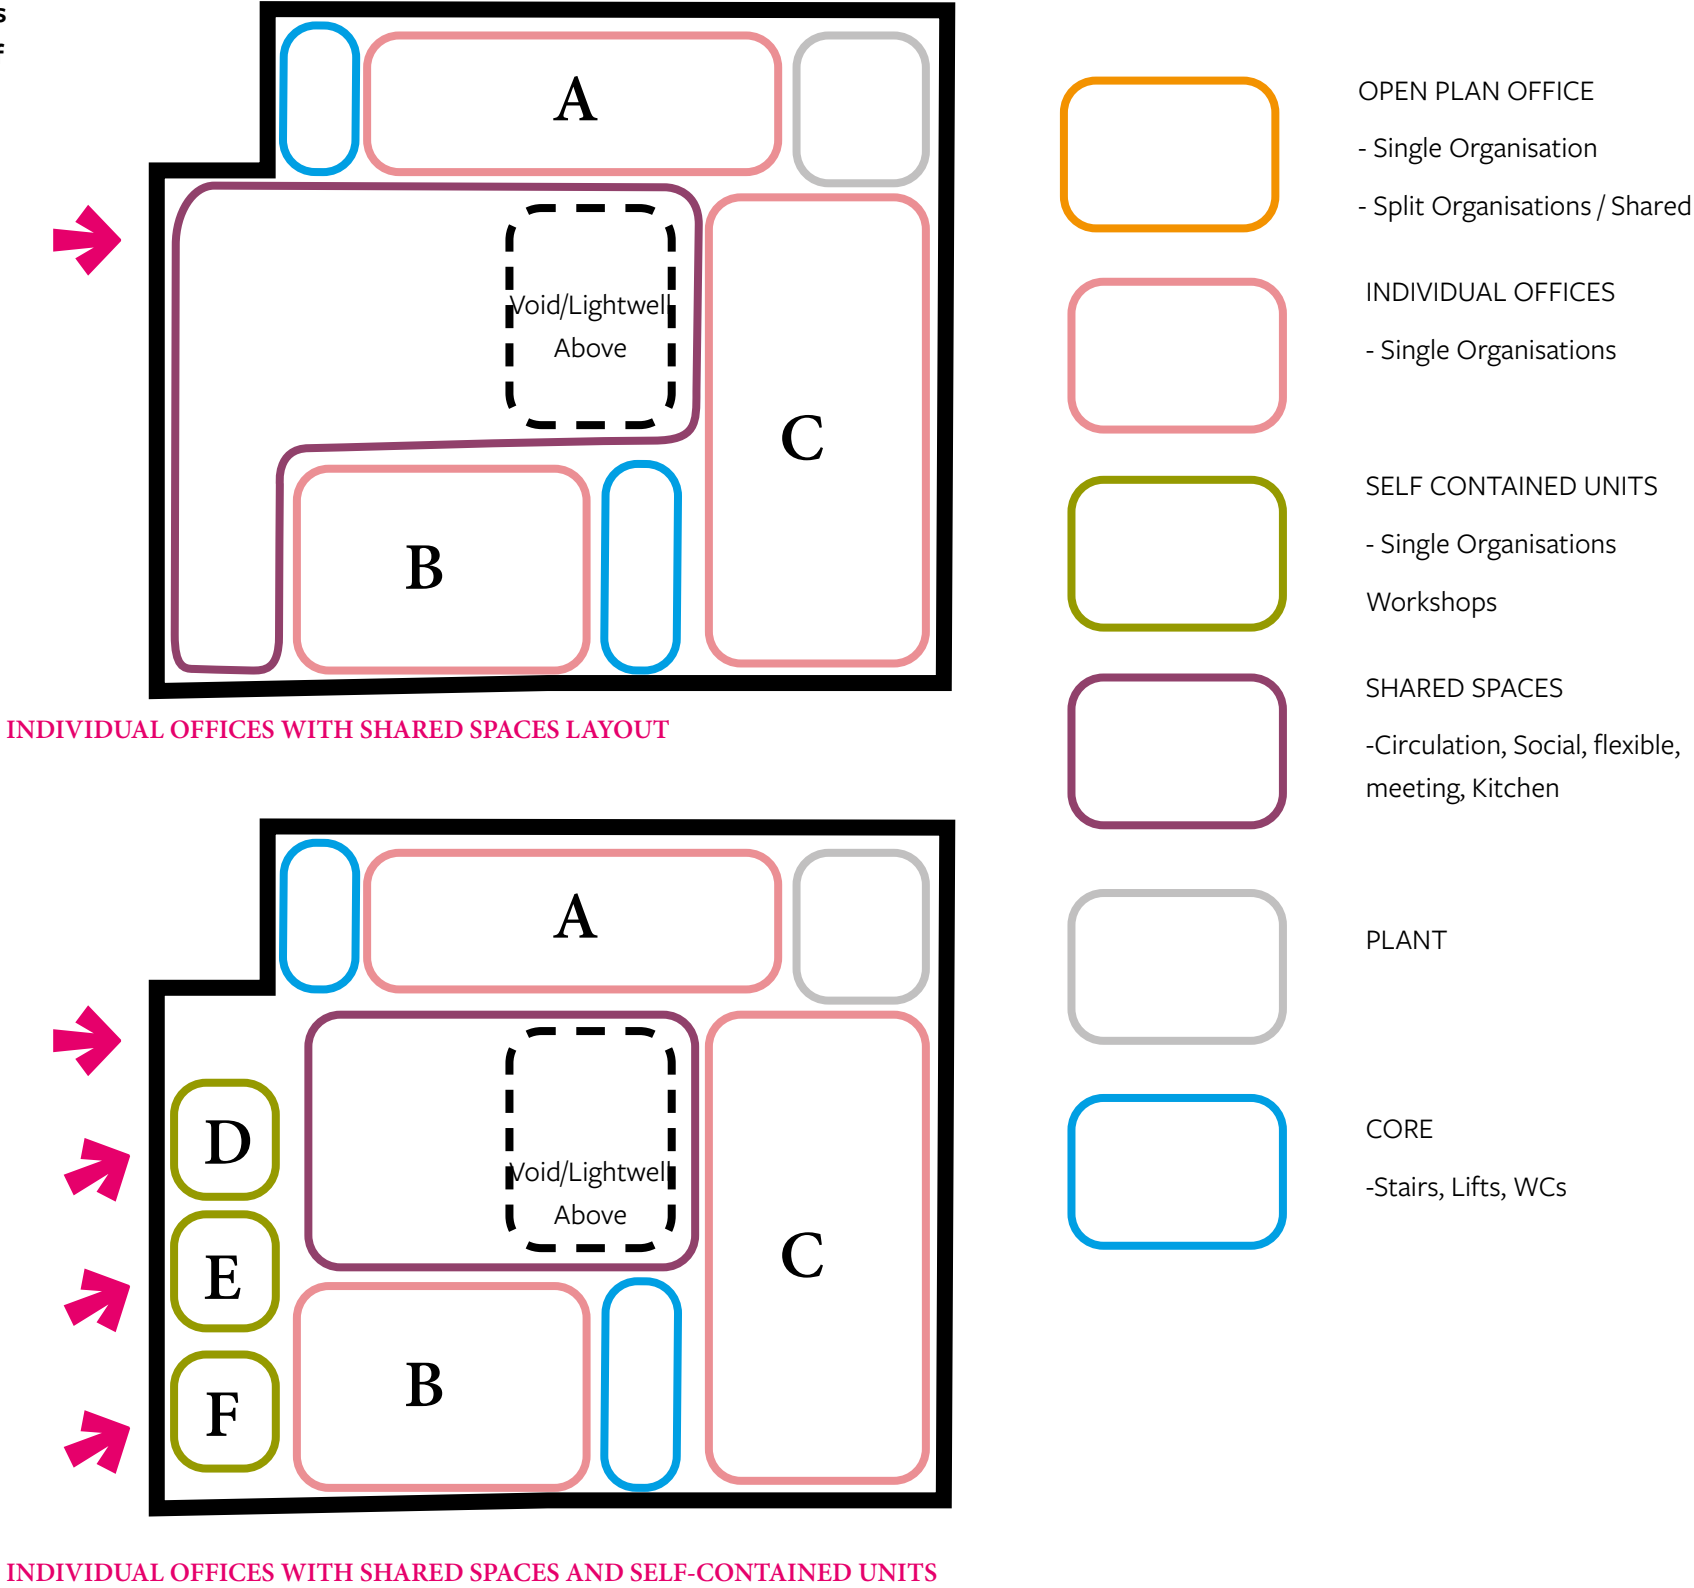 A
Void/Lightwell
Above
C
B
INDIVIDUAL OFFICES WITH SHARED SPACES LAYOUT
A
D
Void/Lightwell
Above
E
C
B
F
INDIVIDUAL OFFICES WITH SHARED SPACES AND SELF-CONTAINED UNITS
OPEN PLAN OFFICE
- Single Organisation
- Split Organisations / Shared
INDIVIDUAL OFFICES
- Single Organisations
SELF CONTAINED UNITS
- Single Organisations
Workshops
SHARED SPACES
-Circulation, Social, flexible,
meeting, Kitchen
PLANT
CORE
-Stairs, Lifts, WCs